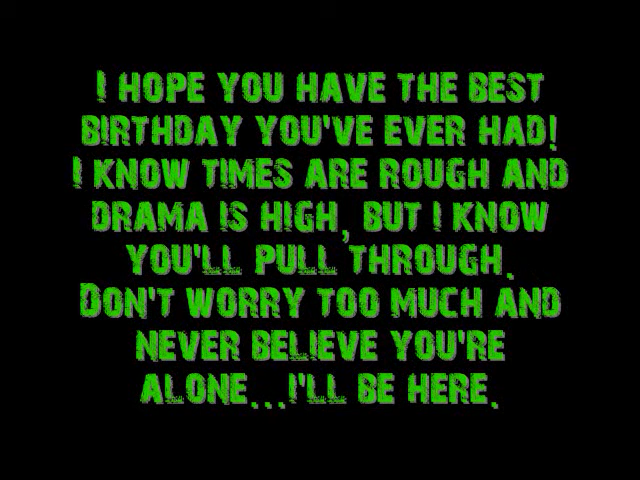 I HOPE YOU HAVE THE BEST
BIRTHDAY YOU'VE EVER HAD!
I KNOW TIMES ARE ROUGH AND
DRAMA IS HIGH, BUT I KNOW
YOU'LL PULL THROUGH.
DON'T WORRY TOO MUCH AND
NEVER BELIEVE YOU'RE
ALONE...I'LL BE HERE.